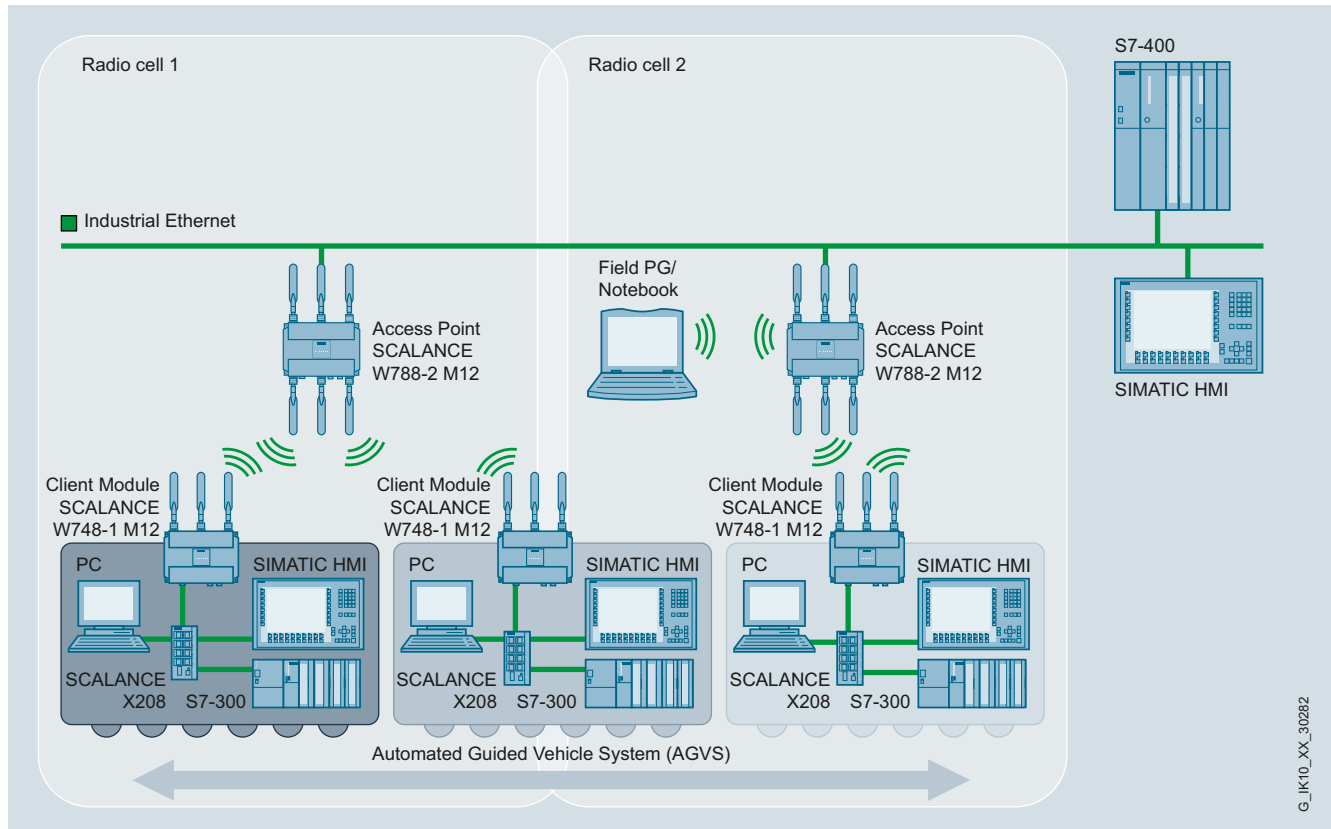 Radio cell 1
Radio cell 2
S7-400
Industrial Ethernet
Field PG/
Notebook
Access Point
SCALANCE
W788-2 M12
Access Point
SCALANCE
W788-2 M12
SIMATIC HMI
Client Module
SCALANCE
W748-1 M12
Client Module
SCALANCE
W748-1 M12
Client Module
SCALANCE
W748-1 M12
PC
SIMATIC HMI
SCALANCE
X208
S7-300
PC
SIMATIC HMI
SCALANCE
X208
S7-300
PC
SIMATIC HMI
SCALANCE
X208
S7-300
Automated Guided Vehicle System (AGVS)
G_IK10_XX_30282